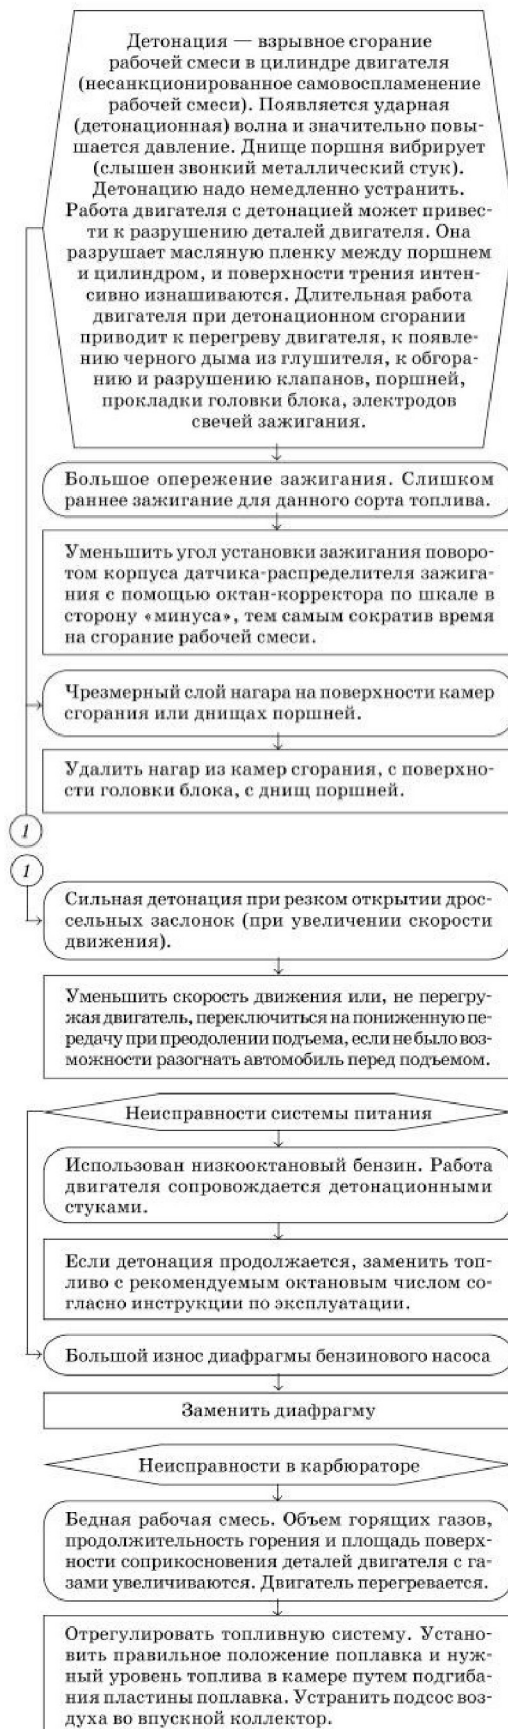 Детонация — взрывное сгорание
рабочей смеси в цилиндре двигателя
(несанкционированное самовоспламенение
рабочей смеси). Появляется ударная
(детонационная) волна и значительно повы-
шается давление. Днище поршня вибрирует
(слышен звонкий металлический стук).
Детонацию надо немедленно устранить.
Работа двигателя с детонацией может привес-
ти к разрушению деталей двигателя. Она
разрушает масляную пленку между поршнем
и цилиндром, и поверхности трения интен-
сивно изнашиваются. Длительная работа
двигателя при детонационном сгорании
приводит к перегреву двигателя, к появле-
нию черного дыма из глушителя, к обгора-
нию и разрушению клапанов, поршней,
прокладки головки блока, электродов
свечей зажигания.
Большое опережение зажигания. Слишком
раннее зажигание для данного сорта топлива.
Уменьшить угол установки зажигания поворо-
том корпуса датчика-распределителя зажига-
ния с помощью октан-корректора по шкале в
сторону «минуса», тем самым сократив время
на сгорание рабочей смеси.
Чрезмерный слой нагара на поверхности камер
сгорания или днищах поршней.
Удалить нагар из камер сгорания, с поверхно-
сти головки блока, с днищ поршней.
1
1
Сильная детонация при резком открытии дрос-
сельных заслонок (при увеличении скорости
движения).
Уменьшить скорость движения или, не перегру-
жая двигатель, переключиться на пониженную пе-
редачу при преодолении подъема, если не было воз-
можности разогнать автомобиль перед подъемом.
Неисправности системы питания
Использован низкооктановый бензин. Работа
двигателя сопровождается детонационными
стуками.
Если детонация продолжается, заменить топ-
ливо с рекомендуемым октановым числом со-
гласно инструкции по эксплуатации.
Большой износ диафрагмы бензинового насоса
Заменить диафрагму
Неисправности в карбюраторе
Бедная рабочая смесь. Объем горящих газов,
продолжительность горения и площадь поверх-
ности соприкосновения деталей двигателя с га-
зами увеличиваются. Двигатель перегревается.
Отрегулировать топливную систему. Устано-
вить правильное положение поплавка и нуж-
ный уровень топлива в камере путем подгиба-
ния пластины поплавка. Устранить подсос воз-
духа во впускной коллектор.